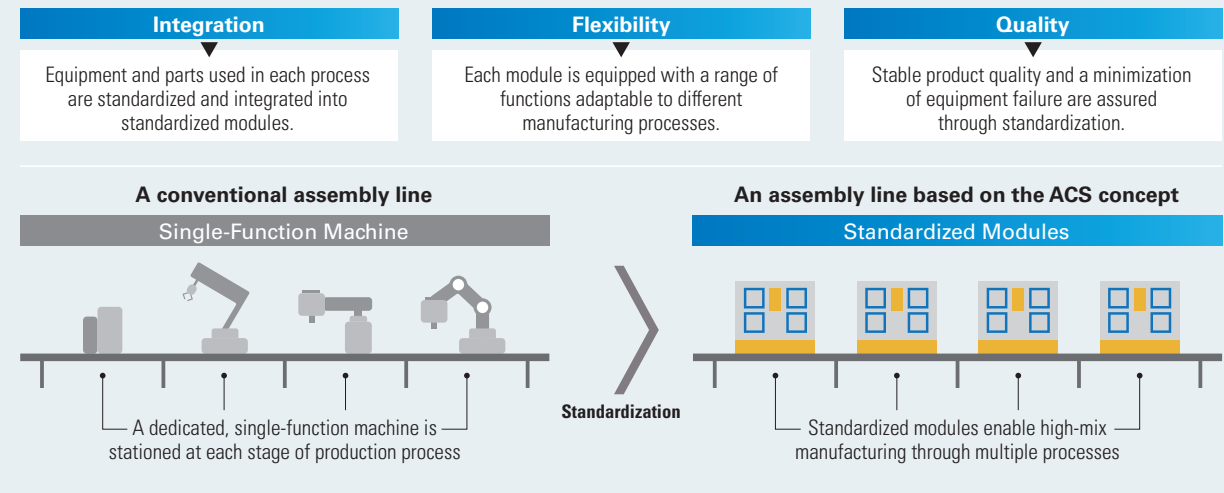 Integration
Equipment and parts used in each process
are standardized and integrated into
standardized modules.
Flexibility
Each module is equipped with a range of
functions adaptable to different
manufacturing processes.
Quality
Stable product quality and a minimization
of equipment failure are assured
through standardization.
A conventional assembly line
Single-Function Machine
A dedicated, single-function machine is
stationed at each stage of production process
Standardization
An assembly line based on the ACS concept
Standardized Modules
Standardized modules enable high-mix
manufacturing through multiple processes